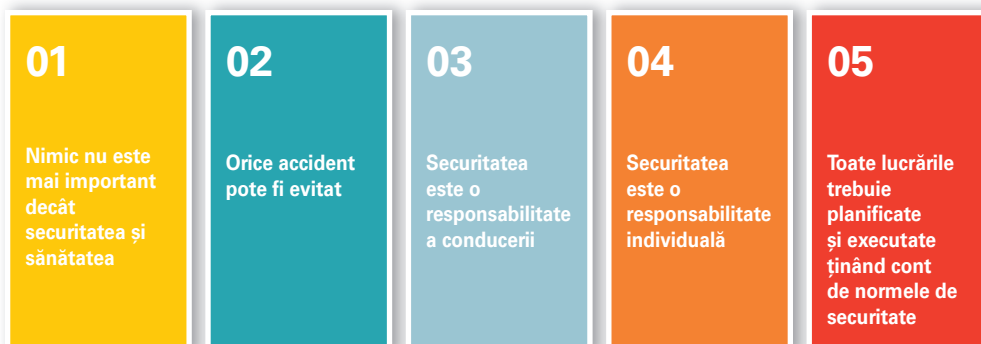 01
Nimic nu este
mai important
decât
securitatea și
sănătatea
02
Orice accident
pote fi evitat
03
Securitatea
este o
responsabilitate
a conducerii
04
Securitatea
este o
responsabilitate
individuală
05
Toate lucrările
trebuie
planificate
și executate
ținând cont
de normele de
securitate